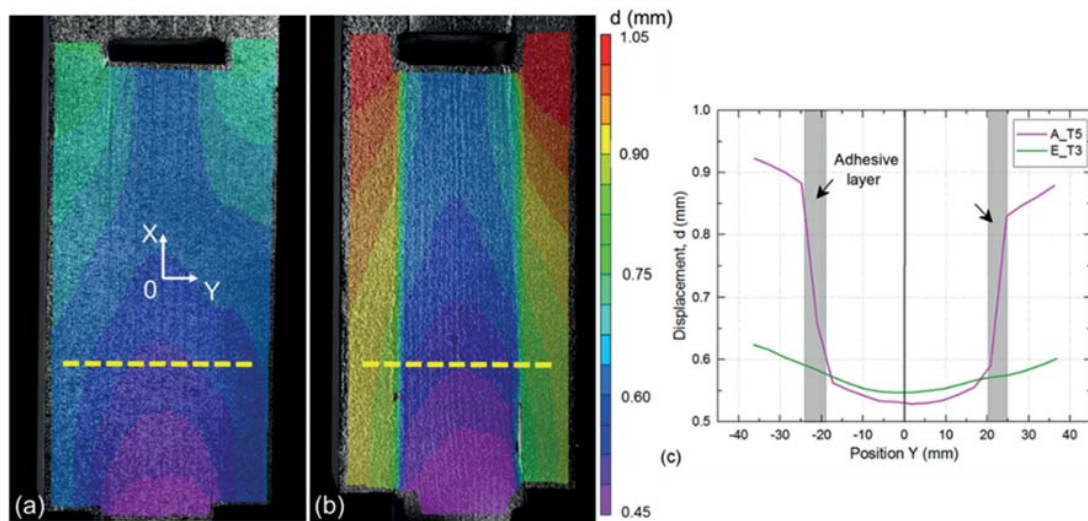 d (mm)
d (mm)
1.05
0.90
0.75
0.60
0.45
X
0
Y
(a)
(b)
1.0
0.9
0.8
0.7
0.6
0.5
Displacement, d (mm)
A_T5
E_T3
Adhesive
layer
-40
-30
-20
-10
0
10
20
30
40
Position Y (mm)
(c)